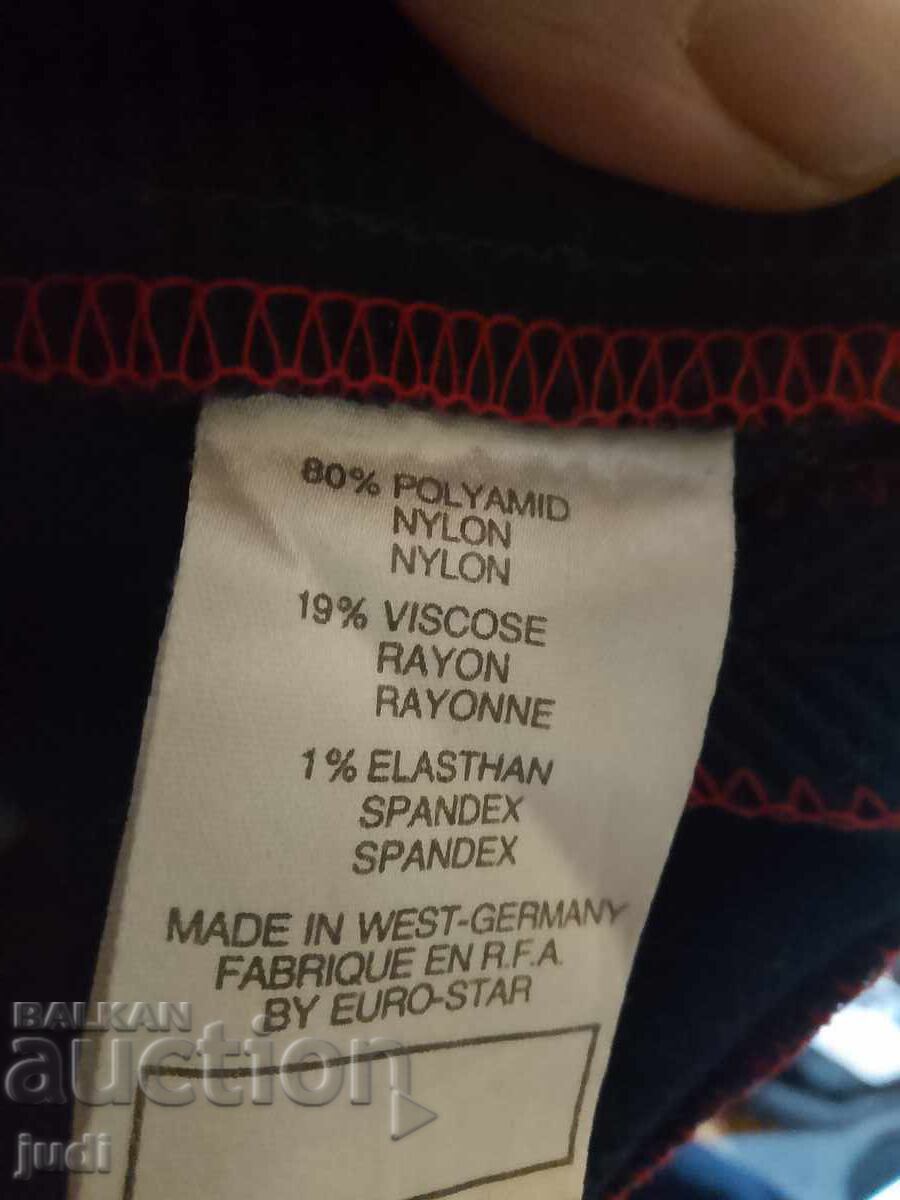 80% POLYAMID
NYLON
NYLON
19% VISCOSE
RAYON
RAYONNE
1% ELASTHAN
SPANDEX
SPANDEX
MADE IN WEST-GERMANY
FABRIQUE EN R.F.A.
BY EURO-STAR
BALKAN
auction
judi